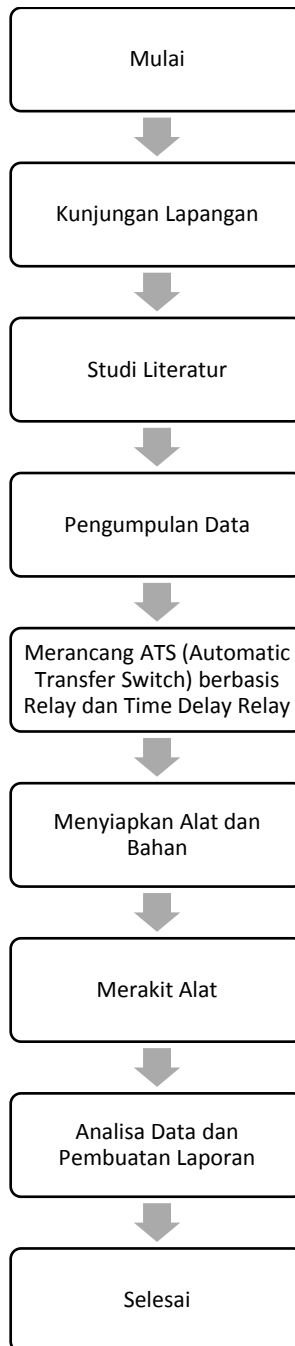 Mulai
Kunjungan Lapangan
Studi Literatur
Pengumpulan Data
Merancang ATS (Automatic
Transfer Switch) berbasis
Relay dan Time Delay Relay
Menyiapkan Alat dan
Bahan
Merakit Alat
Analisa Data dan
Pembuatan Laporan
Selesai